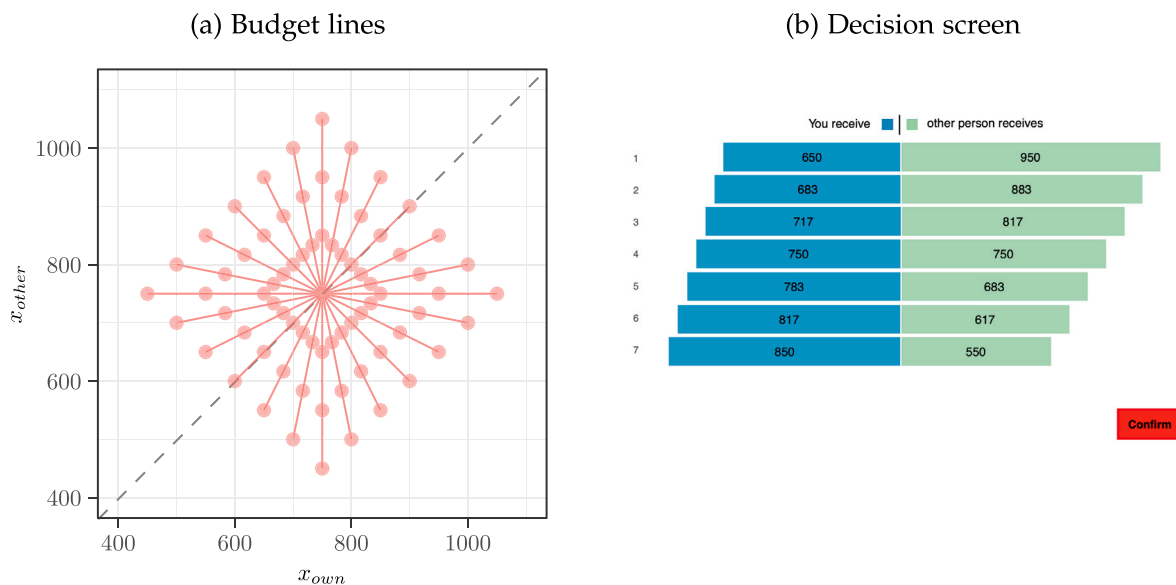 (a) Budget lines
1000
800
600
400
x_other
400 600 800 1000
x_own
(b) Decision screen
You receive other person receives
1 650 950
2 683 883
3 717 817
4 750 750
5 783 683
6 817 617
7 850 550
Confirm